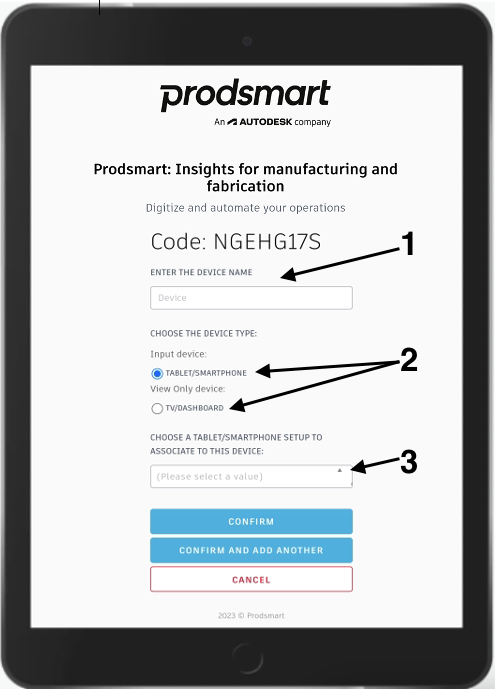 prodsmart
An AUTODESK company
Prodsmart: Insights for manufacturing and
fabrication
Digitize and automate your operations
Code: NGEHG17S
1
ENTER THE DEVICE NAME
Device
CHOOSE THE DEVICE TYPE:
Input device:
2
TABLET/SMARTPHONE
View Only device:
TV/DASHBOARD
CHOOSE A TABLET/SMARTPHONE SETUP TO
ASSOCIATE TO THIS DEVICE:
3
(Please select a value)
CONFIRM
CONFIRM AND ADD ANOTHER
CANCEL
2023 © Prodsmart